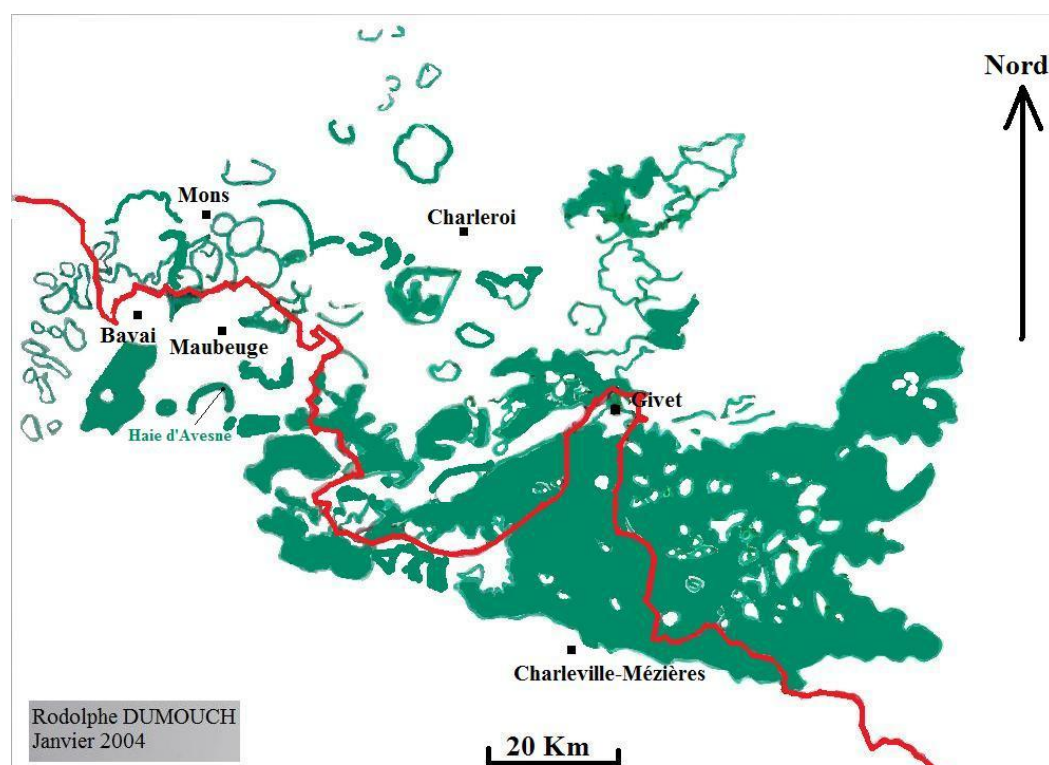 Nord
Mons
Charleroi
Bavai
Maubeuge
Givet
Haie d'Avesne
Charleville-Mézières
Rodolphe DUMOUCH
Janvier 2004
20 Km